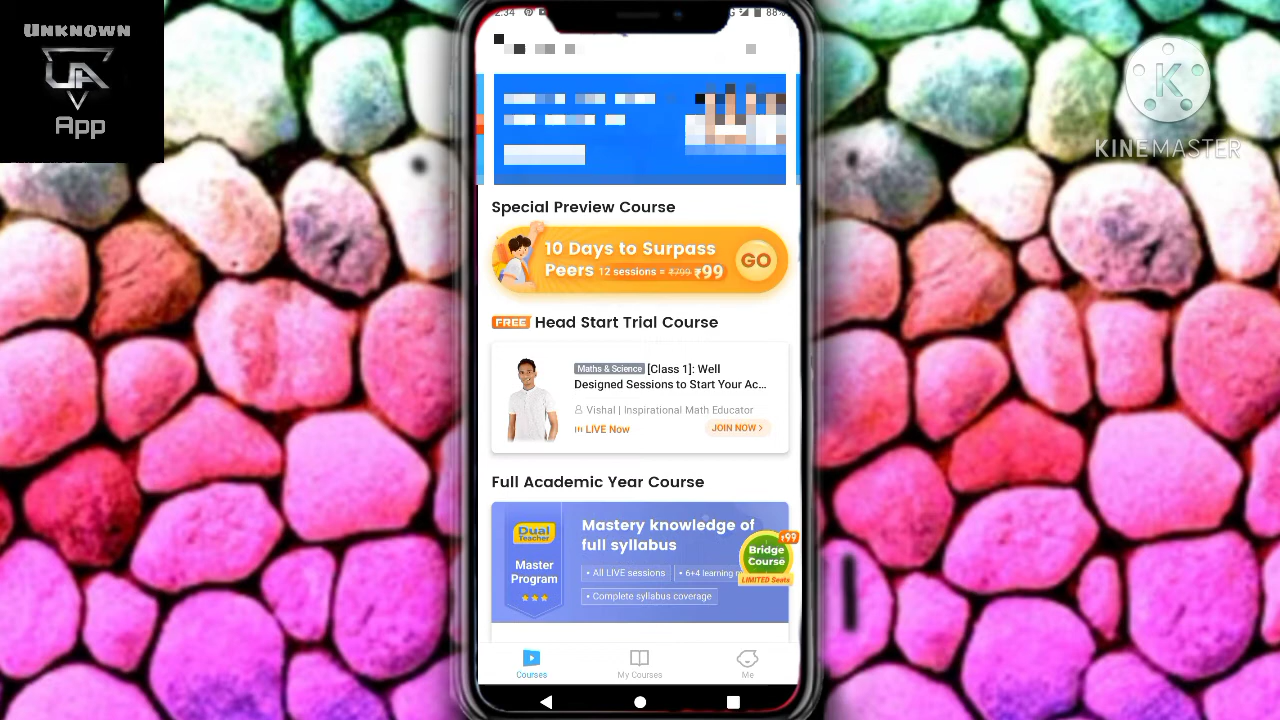 Unknown
UA
App
K
KINEMASTER
2:34
88%
Special Preview Course
10 Days to Surpass
Peers 12 sessions = ₹799 ₹99
GO
FREE Head Start Trial Course
Maths & Science [Class 1]: Well
Designed Sessions to Start Your Ac...
Vishal | Inspirational Math Educator
LIVE Now
JOIN NOW >
Full Academic Year Course
Dual
Teacher
Master
Program
Mastery knowledge of
full syllabus
• All LIVE sessions
• 6+4 learning
• Complete syllabus coverage
₹99
Bridge
Course
LIMITED Seats
Courses
My Courses
Me